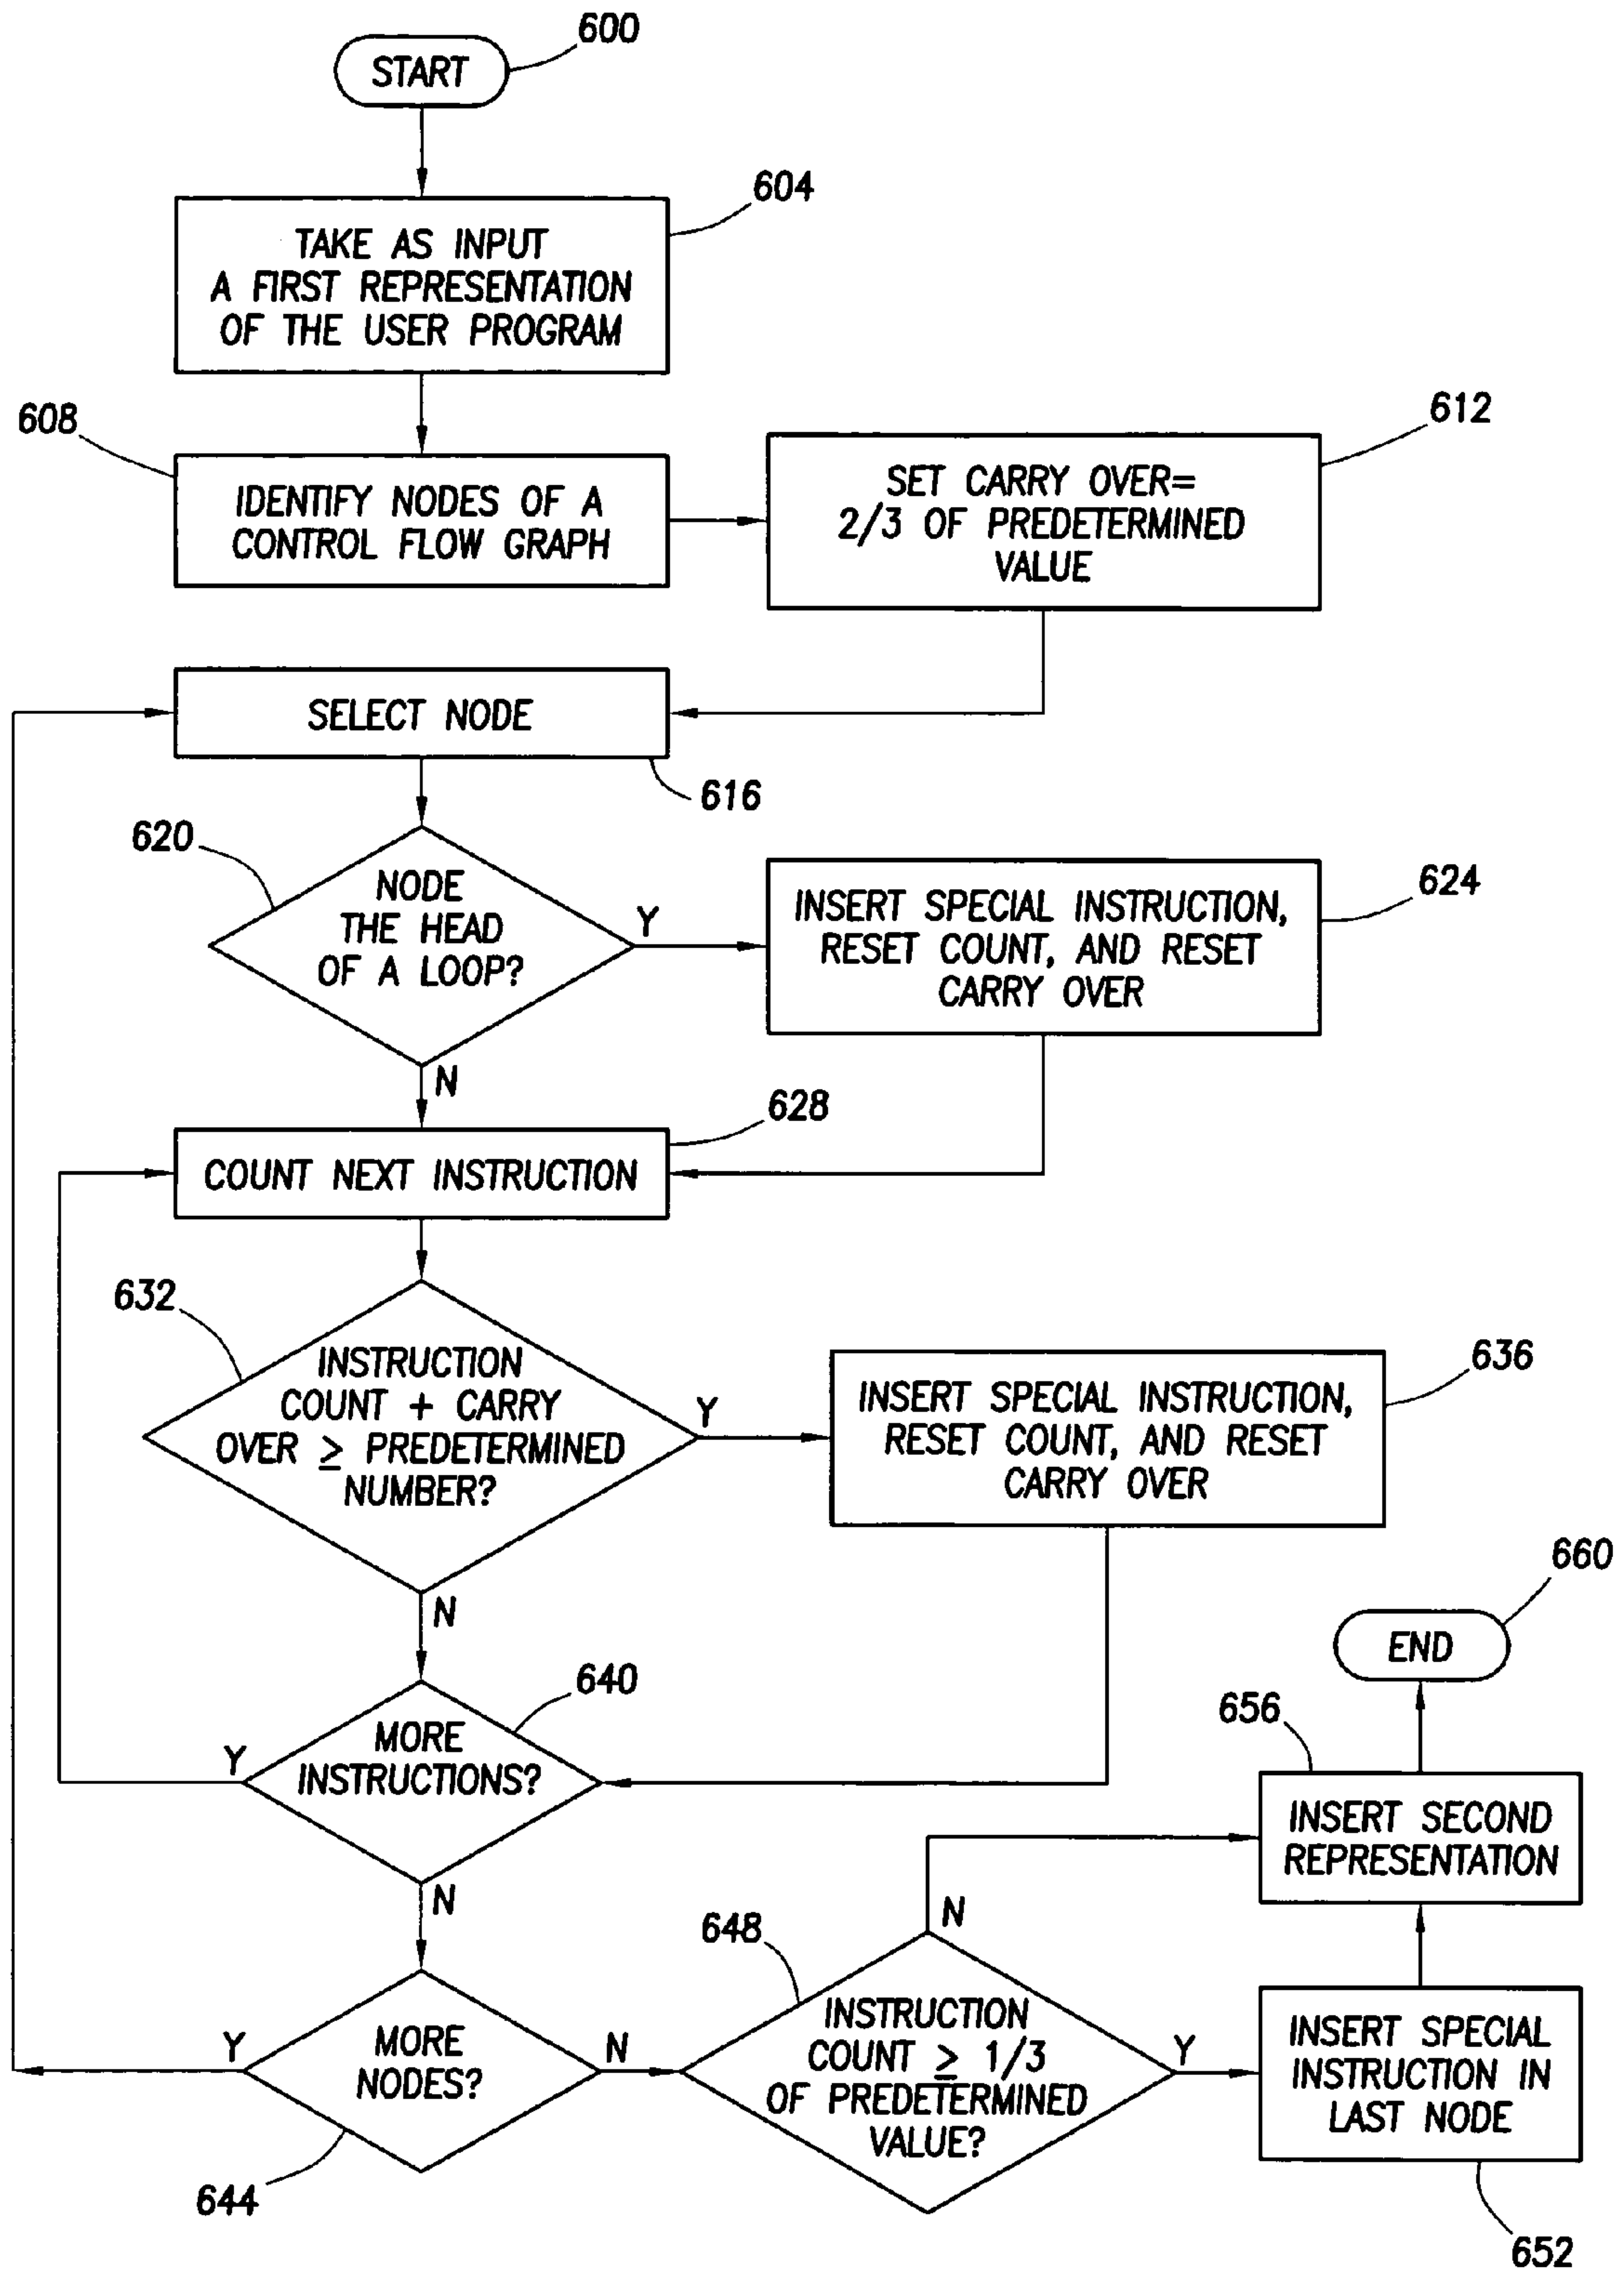 600
START
604
TAKE AS INPUT
A FIRST REPRESENTATION
OF THE USER PROGRAM
608
IDENTIFY NODES OF A
CONTROL FLOW GRAPH
612
SET CARRY OVER=
2/3 OF PREDETERMINED
VALUE
SELECT NODE
616
620
NODE
THE HEAD
OF A LOOP?
Y
N
624
INSERT SPECIAL INSTRUCTION,
RESET COUNT, AND RESET
CARRY OVER
628
COUNT NEXT INSTRUCTION
632
INSTRUCTION
COUNT + CARRY
OVER ≥ PREDETERMINED
NUMBER?
Y
N
636
INSERT SPECIAL INSTRUCTION,
RESET COUNT, AND RESET
CARRY OVER
640
MORE
INSTRUCTIONS?
Y
N
644
MORE
NODES?
Y
N
648
INSTRUCTION
COUNT ≥ 1/3
OF PREDETERMINED
VALUE?
N
Y
652
INSERT SPECIAL
INSTRUCTION IN
LAST NODE
656
INSERT SECOND
REPRESENTATION
660
END